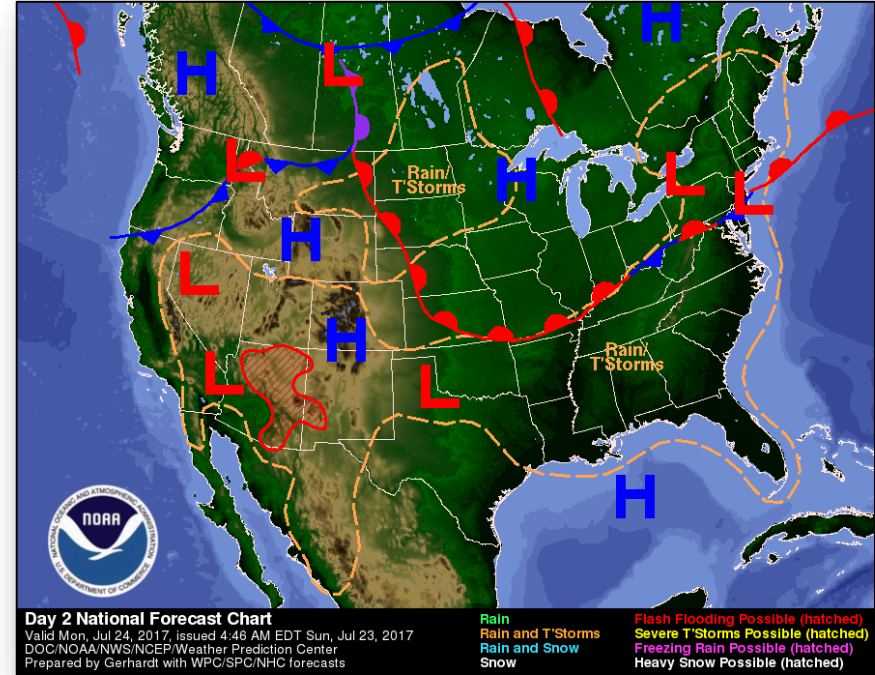 H
H
L
L
Rain/
T'Storms
H
L
L
H
L
H
Rain/
T'Storms
L
L
H
NATIONAL OCEANIC AND ATMOSPHERIC ADMINISTRATION
NOAA
U.S. DEPARTMENT OF COMMERCE
Day 2 National Forecast Chart
Valid Mon, Jul 24, 2017, issued 4:46 AM EDT Sun, Jul 23, 2017
DOC/NOAA/NWS/NCEP/Weather Prediction Center
Prepared by Gerhardt with WPC/SPC/NHC forecasts
Rain
Rain and T'Storms
Rain and Snow
Snow
Flash Flooding Possible (hatched)
Severe T'Storms Possible (hatched)
Freezing Rain Possible (hatched)
Heavy Snow Possible (hatched)